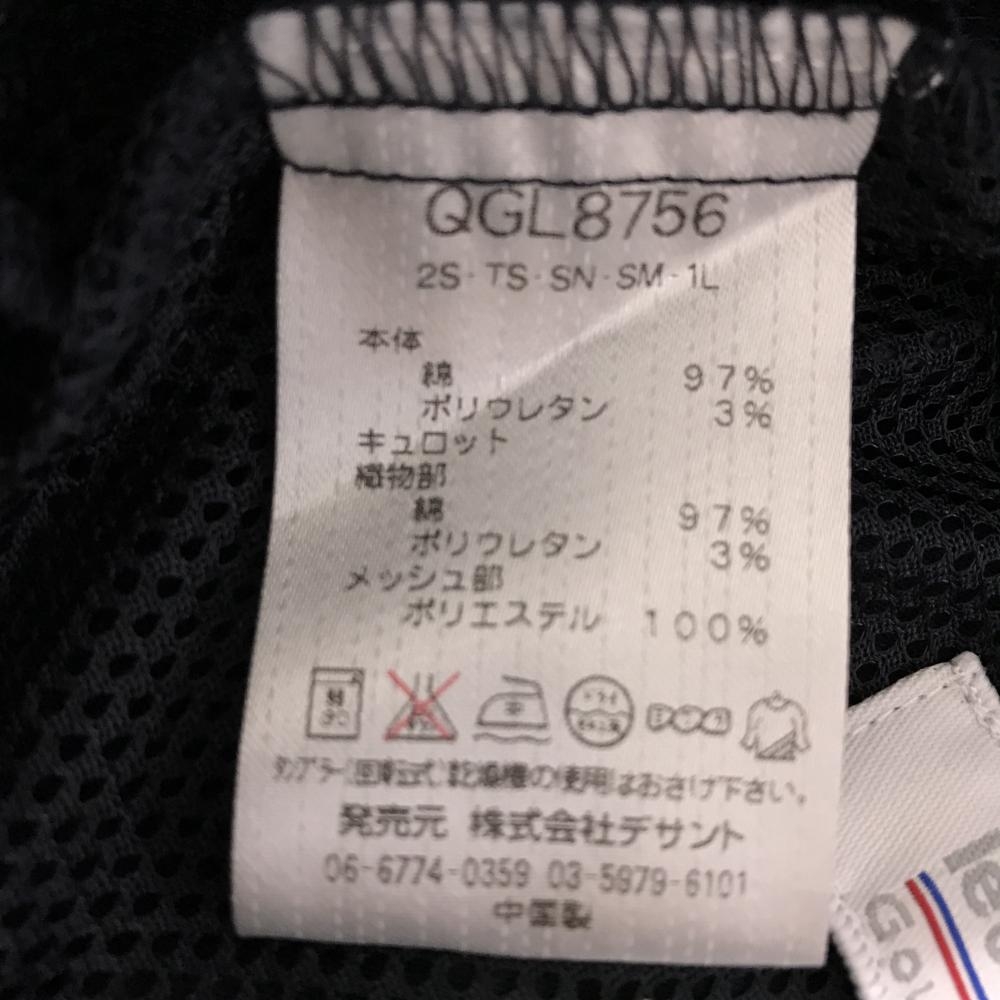 QGL8756
2S-TS-SN-SM-1L
本体
綿 97%
ポリウレタン 3%
キュロット
織物部
綿 97%
ポリウレタン 3%
メッシュ部
ポリエステル 100%
タンブラー(回転式)乾燥機の使用はおさけ下さい。
発売元 株式会社デサント
06-6774-0359 03-5979-6101
中国製